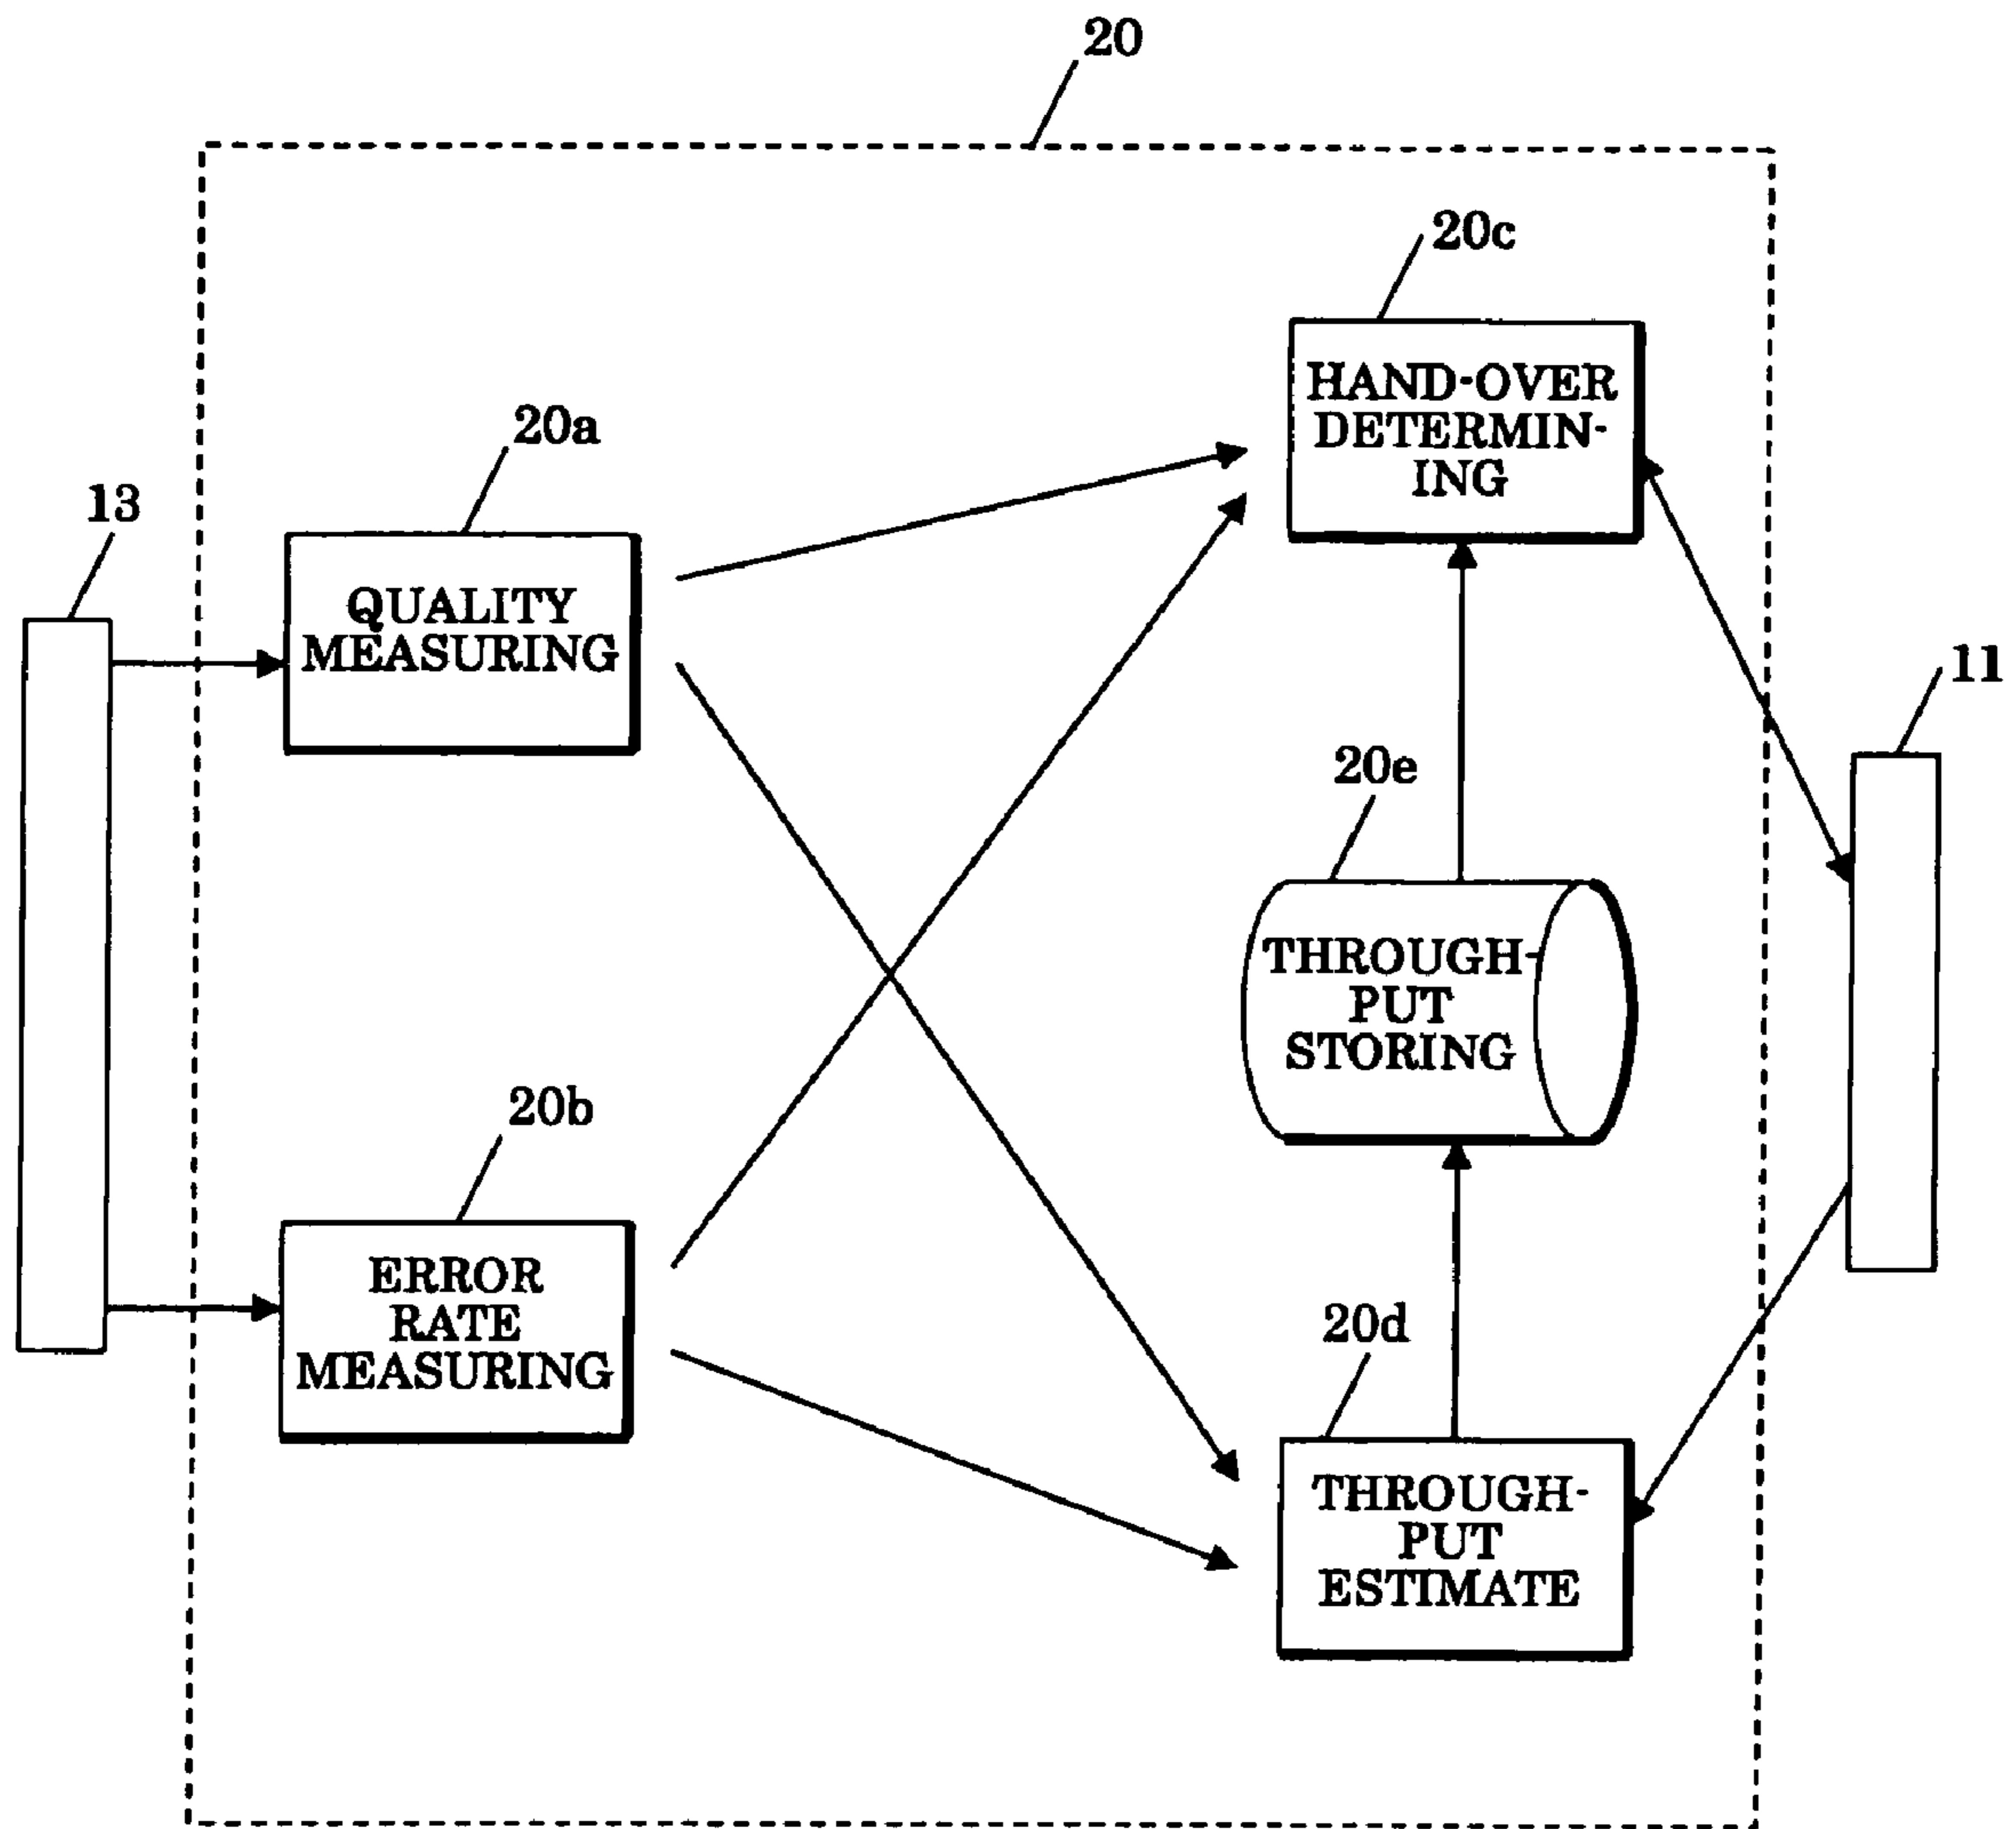 20
20c
HAND-OVER
DETERMIN-
ING
20a
13
QUALITY
MEASURING
11
20e
THROUGH-
PUT
STORING
20b
ERROR
RATE
MEASURING
20d
THROUGH-
PUT
ESTIMATE